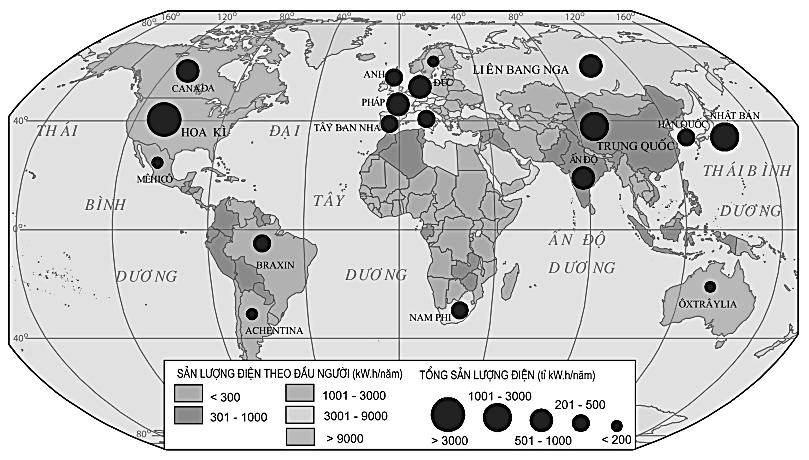 160° 120° 80° 40° 0° 40° 80° 120° 160°
80°
CANADA
ANH
ĐỨC
LIÊN BANG NGA
PHÁP
40°
THÁI
HOA KÌ
ĐẠI
TÂY BAN NHA
HÀN QUỐC
NHẬT BẢN
40°
TRUNG QUỐC
ẤN ĐỘ
MÊHICÔ
THÁI BÌNH
BÌNH
TÂY
DƯƠNG
0°
0°
ẤN ĐỘ
BRAXIN
DƯƠNG
DƯƠNG
DƯƠNG
NAM PHI
ÔXTRÂYLIA
ACHENTINA
40°
40°
SẢN LƯỢNG ĐIỆN THEO ĐẦU NGƯỜI (kW.h/năm)
< 300
301 - 1000
1001 - 3000
3001 - 9000
> 9000
TỔNG SẢN LƯỢNG ĐIỆN (tỉ kW.h/năm)
1001 - 3000
201 - 500
> 3000
501 - 1000
< 200
80°